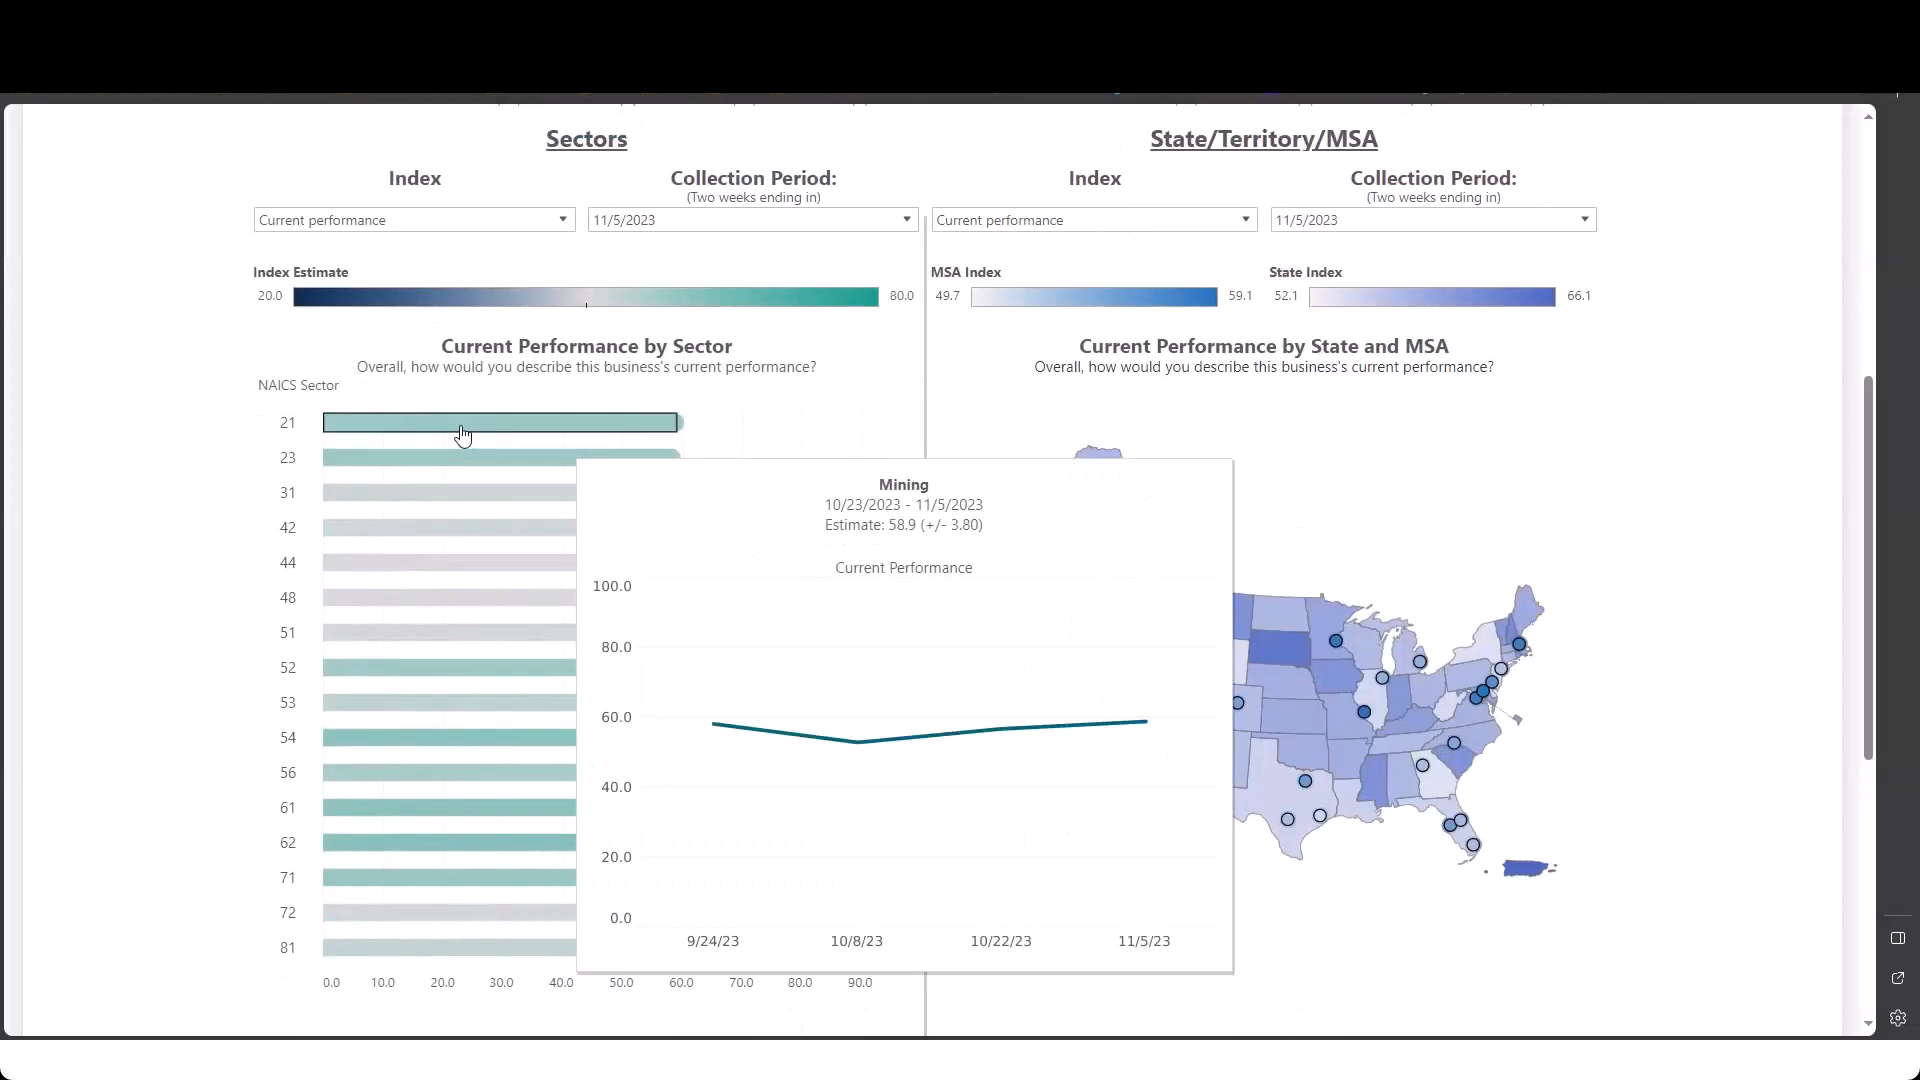 Sectors
State/Territory/MSA
Index
Collection Period:
(Two weeks ending in)
Index
Collection Period:
(Two weeks ending in)
Current performance
11/5/2023
Current performance
11/5/2023
Index Estimate
20.0
80.0
MSA Index
49.7
59.1
State Index
52.1
66.1
Current Performance by Sector
Overall, how would you describe this business's current performance?
NAICS Sector
Current Performance by State and MSA
Overall, how would you describe this business's current performance?
21
23
31
42
44
48
51
52
53
54
56
61
62
71
72
81
0.0 10.0 20.0 30.0 40.0 50.0 60.0 70.0 80.0 90.0
Mining
10/23/2023 - 11/5/2023
Estimate: 58.9 (+/- 3.80)
Current Performance
100.0
80.0
60.0
40.0
20.0
0.0
9/24/23 10/8/23 10/22/23 11/5/23